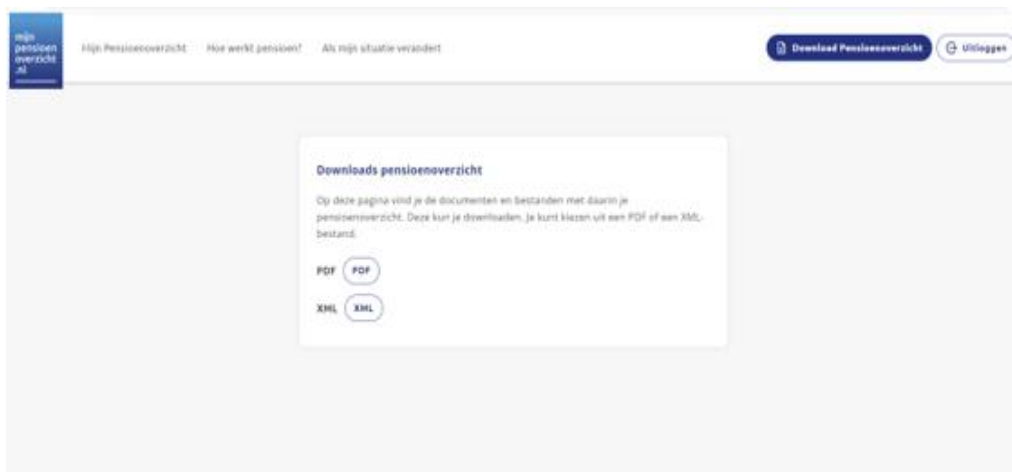 mijn
pensioen
overzicht
.nl
Mijn Pensioenoverzicht Hoe werkt pensioen? Als mijn situatie verandert
Download Pensioenoverzicht Uitloggen
Downloads pensioenoverzicht
Op deze pagina vind je de documenten en bestanden met daarin je
pensioenoverzicht. Deze kun je downloaden. Je kunt kiezen uit een PDF of een XML-
bestand.
PDF PDF
XML XML